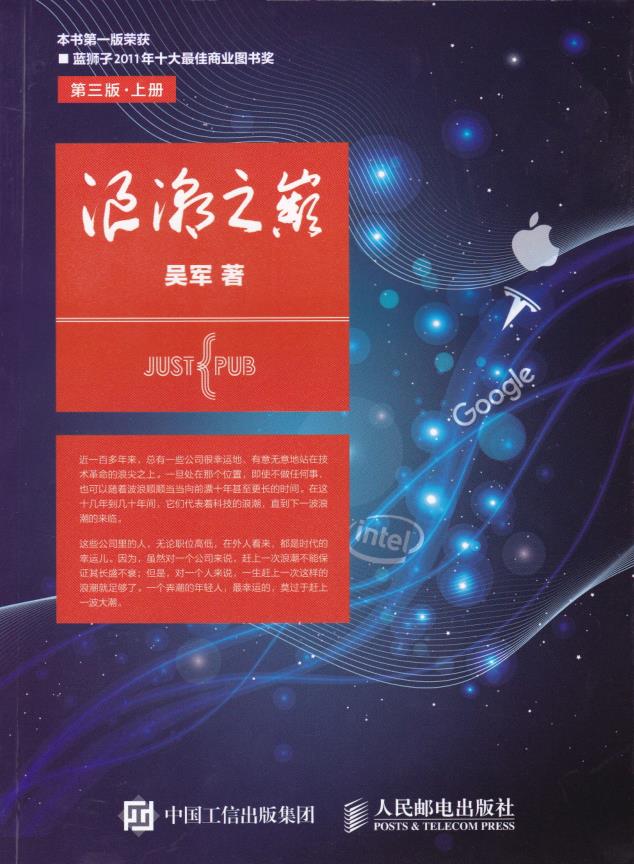 本书第一版荣获
■ 蓝狮子2011年十大最佳商业图书奖
第三版·上册
浪潮之巅
吴军 著
JUST PUB
Google
intel
近一百多年来，总有一些公司很幸运地、有意无意地站在技
术革命的浪尖之上。一旦处在那个位置，即使不做任何事，
也可以随着波浪顺顺当当向前漂十年甚至更长的时间。在这
十几年到几十年间，它们代表着科技的浪潮，直到下一波浪
潮的来临。
这些公司里的人，无论职位高低，在外人看来，都是时代的
幸运儿。因为，虽然对一个公司来说，赶上一次浪潮不能保
证其长盛不衰；但是，对一个人来说，一生赶上一次这样的
浪潮就足够了。一个弄潮的年轻人，最幸运的，莫过于赶上
一波大潮。
中国工信出版集团
人民邮电出版社
POSTS & TELECOM PRESS